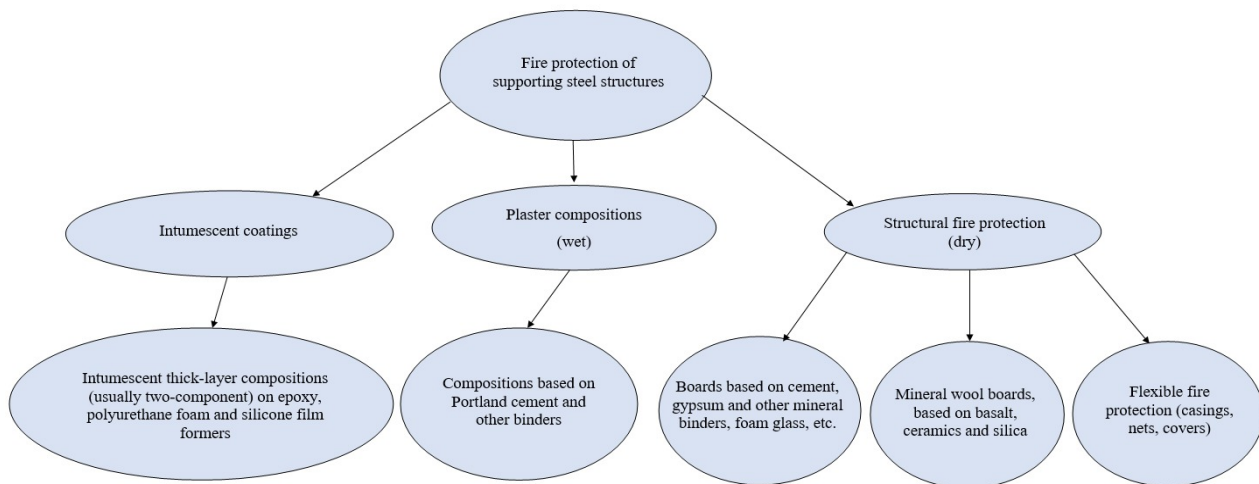 Fire protection of
supporting steel structures
Intumescent coatings
Plaster compositions
(wet)
Structural fire protection
(dry)
Intumescent thick-layer compositions
(usually two-component) on epoxy,
polyurethane foam and silicone film
formers
Compositions based on
Portland cement and
other binders
Boards based on cement,
gypsum and other mineral
binders, foam glass, etc.
Mineral wool boards,
based on basalt,
ceramics and silica
Flexible fire
protection (casings,
nets, covers)